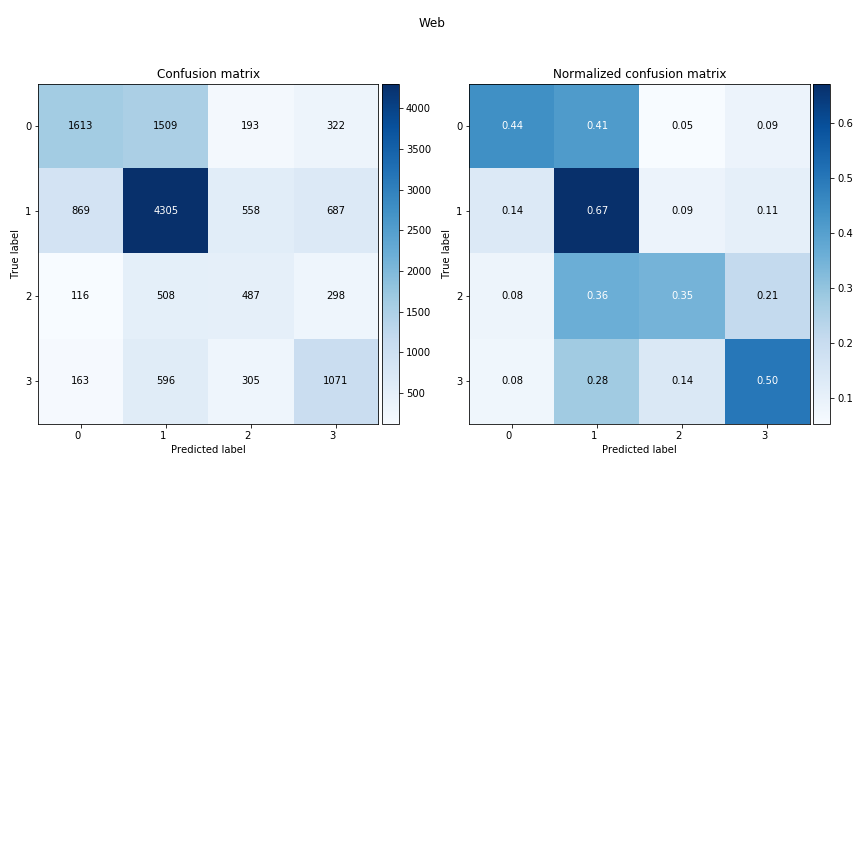 Web
Confusion matrix
Normalized confusion matrix
0 1613 1509 193 322
1 869 4305 558 687
2 116 508 487 298
3 163 596 305 1071
0 1 2 3
Predicted label
True label
4000
3500
3000
2500
2000
1500
1000
500
0 0.44 0.41 0.05 0.09
1 0.14 0.67 0.09 0.11
2 0.08 0.36 0.35 0.21
3 0.08 0.28 0.14 0.50
0 1 2 3
Predicted label
True label
0.6
0.5
0.4
0.3
0.2
0.1